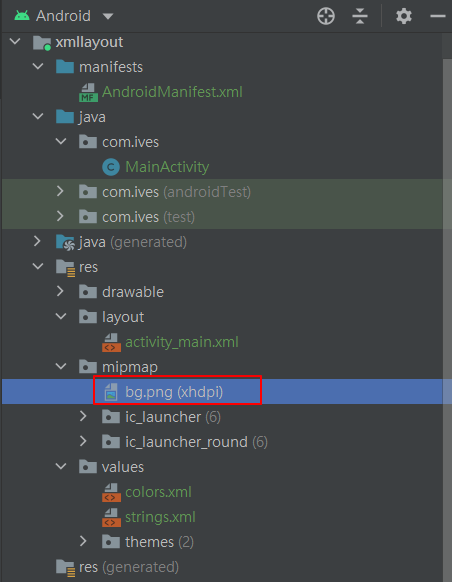 Android
xmllayout
manifests
AndroidManifest.xml
java
com.ives
MainActivity
com.ives (androidTest)
com.ives (test)
java (generated)
res
drawable
layout
activity_main.xml
mipmap
bg.png (xhdpi)
ic_launcher (6)
ic_launcher_round (6)
values
colors.xml
strings.xml
themes (2)
res (generated)